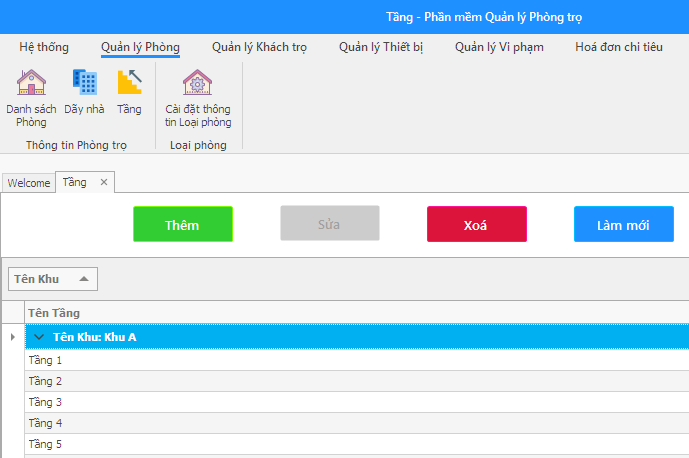 Tầng - Phần mềm Quản lý Phòng trọ
Hệ thống Quản lý Phòng Quản lý Khách trọ Quản lý Thiết bị Quản lý Vi phạm Hoá đơn chi tiêu
Danh sách Phòng Dãy nhà Tầng Cài đặt thông tin Loại phòng
Thông tin Phòng trọ Loại phòng
Welcome Tầng ×
Thêm Sửa Xoá Làm mới
Tên Khu
Tên Tầng
Tên Khu: Khu A
Tầng 1
Tầng 2
Tầng 3
Tầng 4
Tầng 5